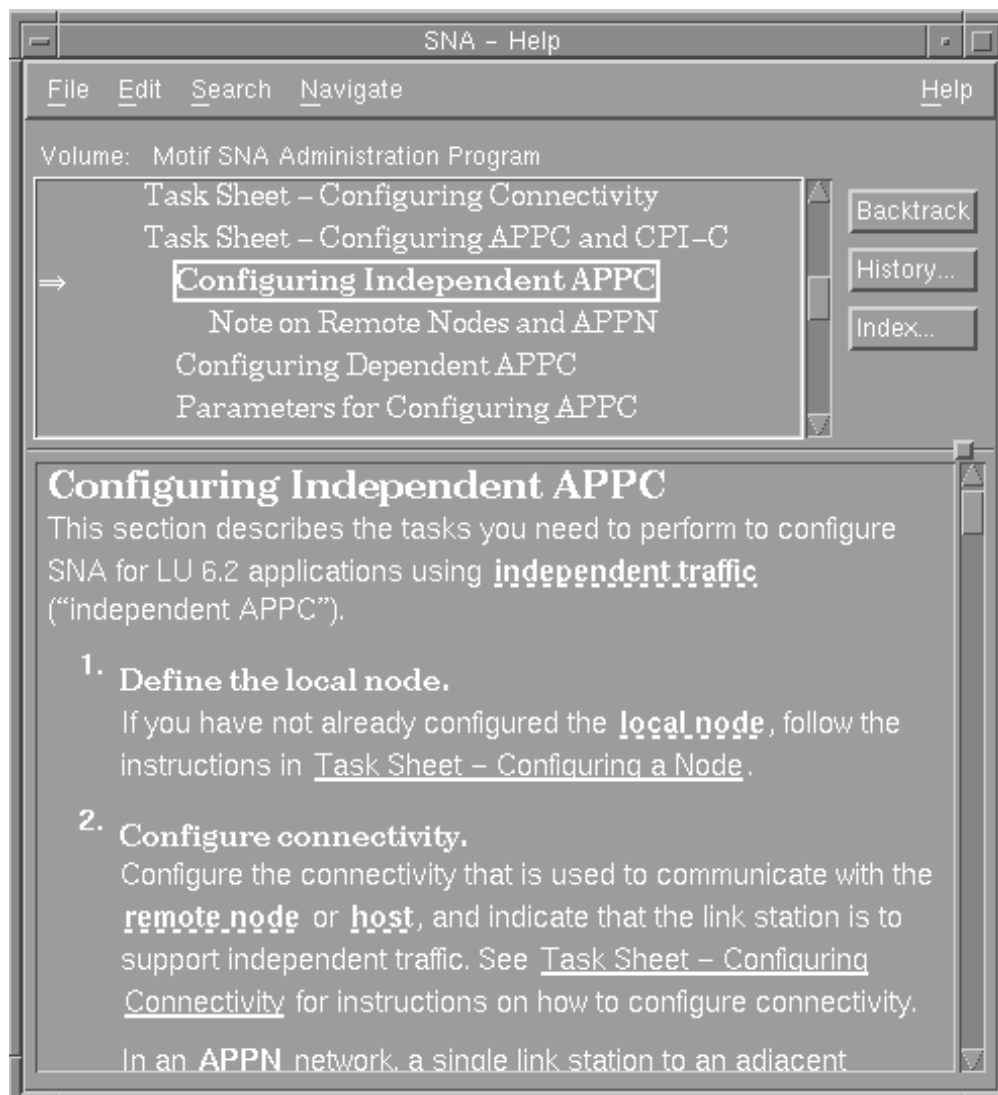 SNA – Help
File Edit Search Navigate Help
Volume: Motif SNA Administration Program
Task Sheet – Configuring Connectivity
Task Sheet – Configuring APPC and CPI–C
⇒ Configuring Independent APPC
Note on Remote Nodes and APPN
Configuring Dependent APPC
Parameters for Configuring APPC
Backtrack
History...
Index...
Configuring Independent APPC
This section describes the tasks you need to perform to configure
SNA for LU 6.2 applications using independent traffic
(“independent APPC”).
1. Define the local node.
If you have not already configured the local node, follow the
instructions in Task Sheet – Configuring a Node.
2. Configure connectivity.
Configure the connectivity that is used to communicate with the
remote node or host, and indicate that the link station is to
support independent traffic. See Task Sheet – Configuring
Connectivity for instructions on how to configure connectivity.
In an APPN network, a single link station to an adjacent